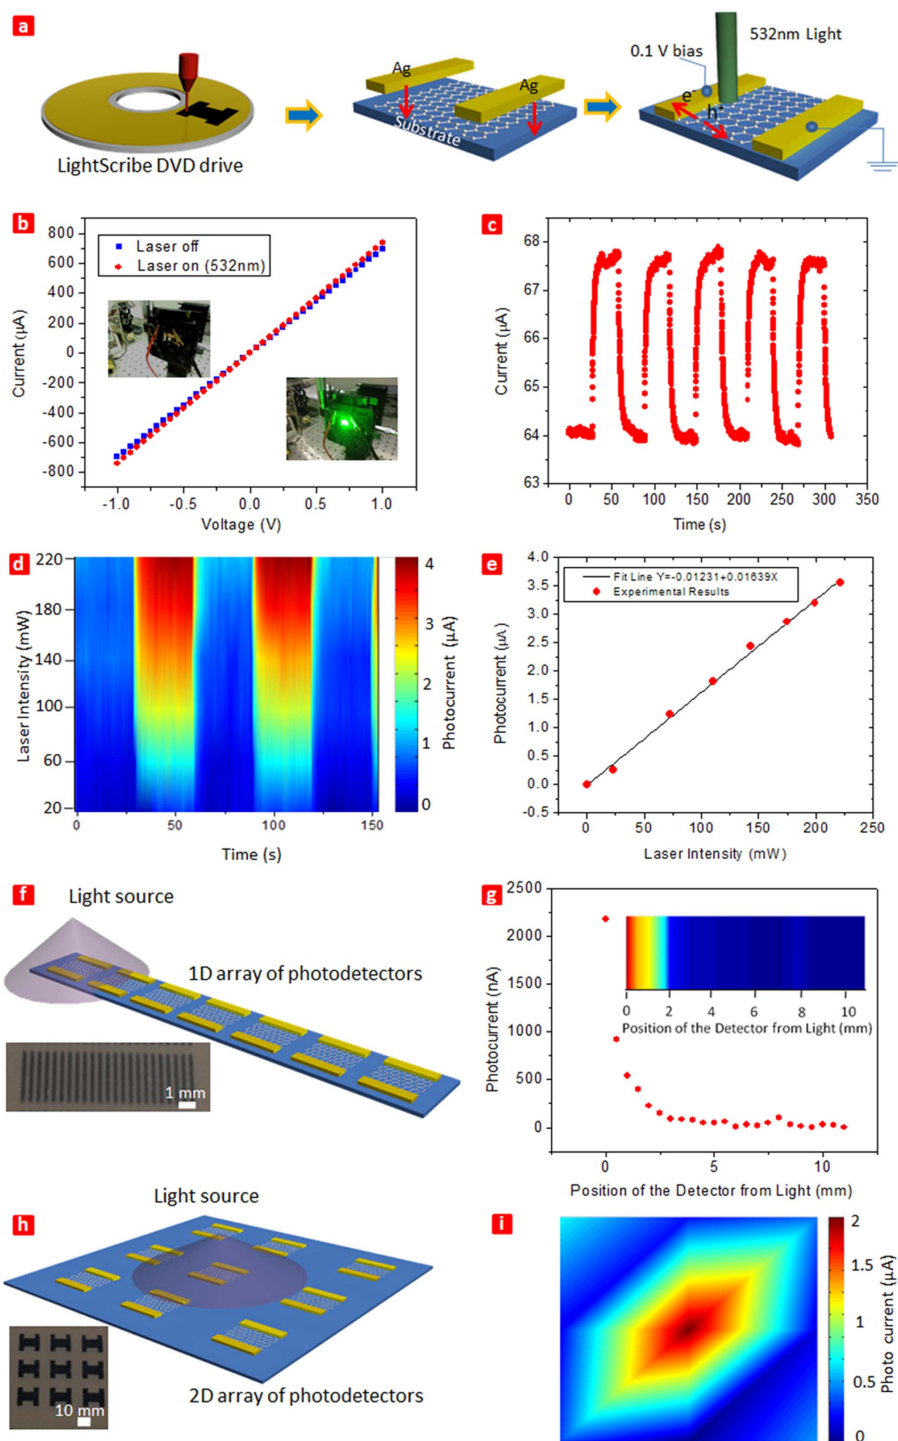 a
532nm Light
0.1 V bias
Ag
Ag
e-
h+
Substrate
LightScribe DVD drive
b
800
600
400
200
0
-200
-400
-600
-800
Laser off
Laser on (532nm)
Current (µA)
-1.0
-0.5
0.0
0.5
1.0
Voltage (V)
c
68
67
66
65
64
63
Current (µA)
0
50
100
150
200
250
300
350
Time (s)
d
220
180
140
100
60
20
Laser Intensity (mW)
0
50
100
150
Time (s)
4
3
2
1
0
Photocurrent (µA)
e
4.0
3.5
3.0
2.5
2.0
1.5
1.0
0.5
0.0
-0.5
Fit Line Y=-0.01231+0.01639X
Experimental Results
Photocurrent (µA)
0
50
100
150
200
250
Laser Intensity (mW)
f
Light source
1D array of photodetectors
1 mm
g
2500
2000
1500
1000
500
0
Photocurrent (nA)
0 2 4 6 8 10
Position of the Detector from Light (mm)
0
5
10
Position of the Detector from Light (mm)
h
Light source
10 mm
2D array of photodetectors
i
2
1.5
1
0.5
0
Photo current (µA)